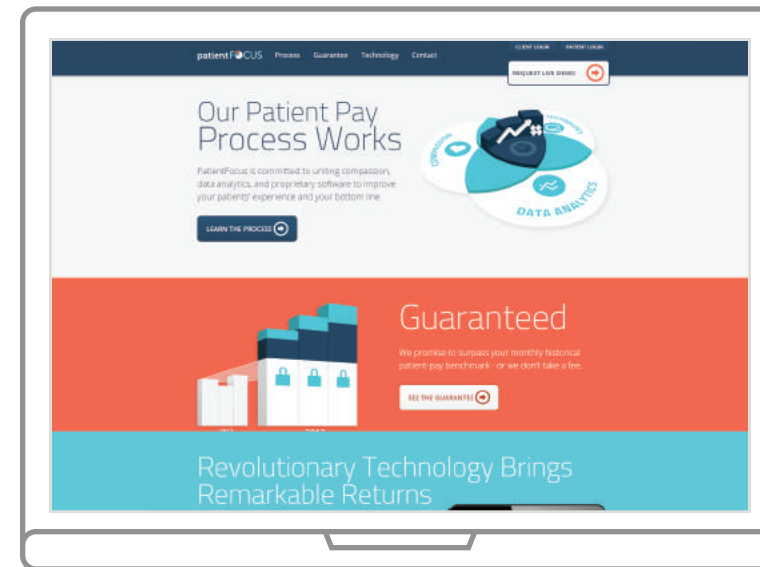 CLIENT LOGIN PATIENT LOGIN
patientFOCUS Process Guarantee Technology Contact
REQUEST LIVE DEMO
Our Patient Pay
Process Works
PatientFocus is committed to uniting compassion,
data analytics, and proprietary software to improve
your patients' experience and your bottom line
LEARN THE PROCESS
COMPASSION
TECHNOLOGY
DATA ANALYTICS
Guaranteed
We promise to surpass your monthly historical
patient pay benchmark - or we don't take a fee.
SEE THE GUARANTEE
Revolutionary Technology Brings
Remarkable Returns